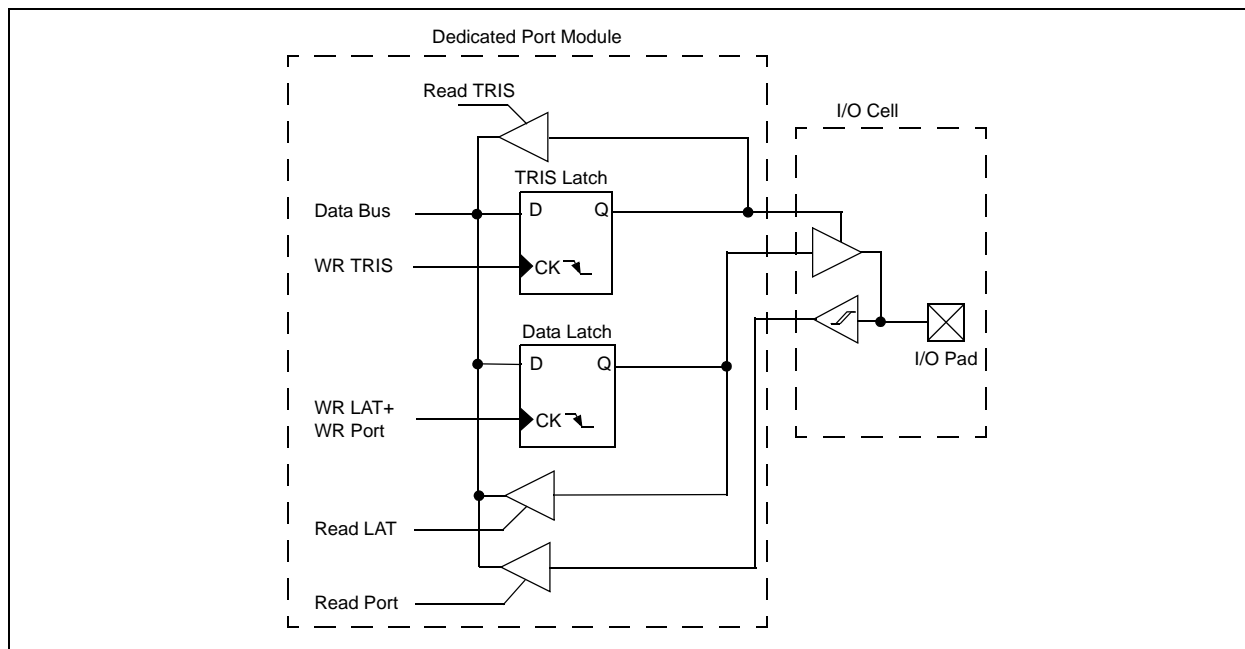 Dedicated Port Module
Read TRIS
I/O Cell
TRIS Latch
Data Bus
D
Q
WR TRIS
CK
Data Latch
I/O Pad
D
Q
WR LAT+
WR Port
CK
Read LAT
Read Port